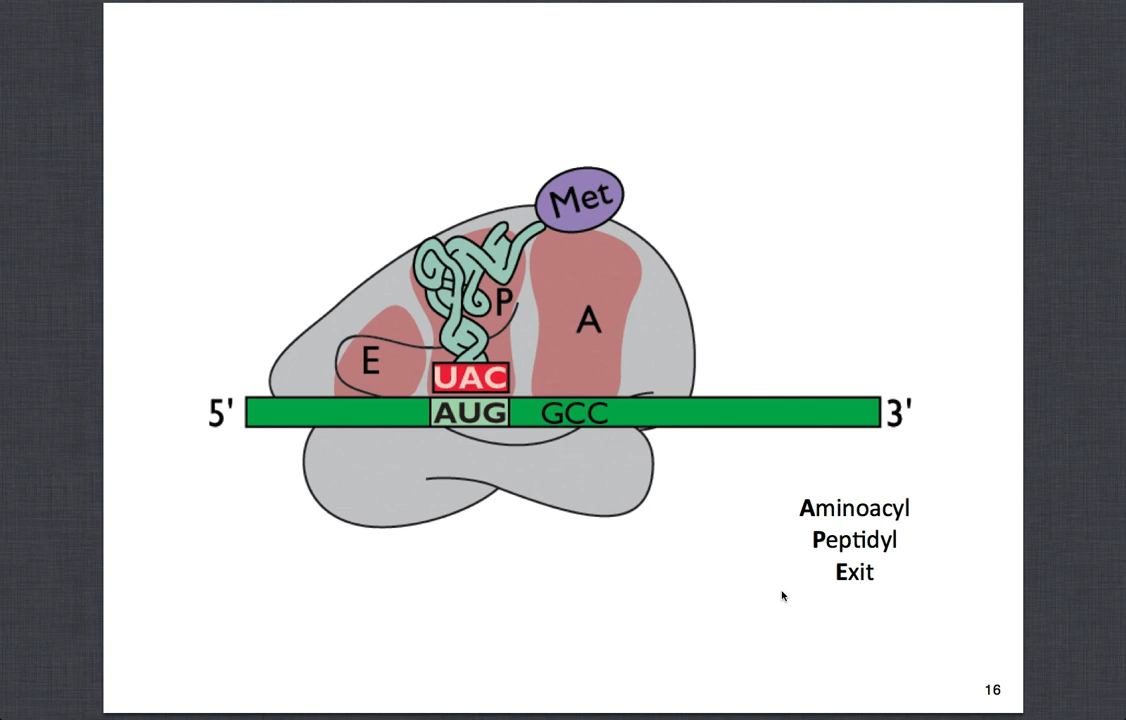 Met
P
A
E
UAC
5' AUG GCC 3'
Aminoacyl
Peptidyl
Exit
16